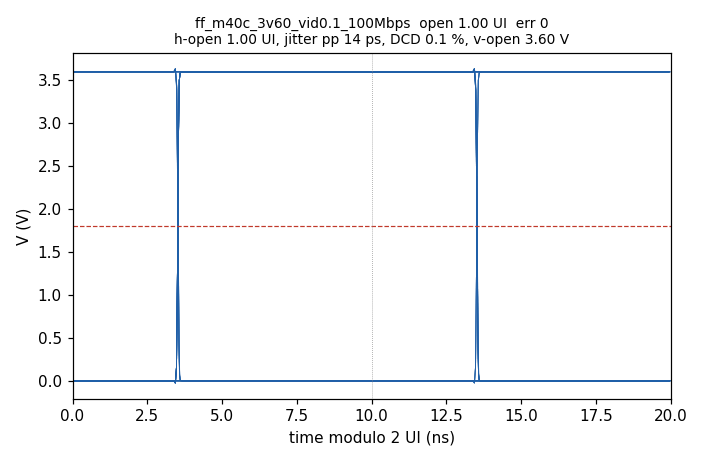 ff_m40c_3v60_vid0.1_100Mbps  open 1.00 UI  err 0
h-open 1.00 UI, jitter pp 14 ps, DCD 0.1 %, v-open 3.60 V
3.5
3.0
2.5
2.0
1.5
1.0
0.5
0.0
V (V)
0.0 2.5 5.0 7.5 10.0 12.5 15.0 17.5 20.0
time modulo 2 UI (ns)